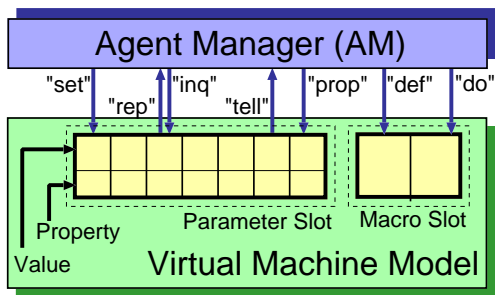 Agent Manager (AM)
"set" "inq" "prop" "def" "do"
"rep" "tell"
Parameter Slot Macro Slot
Property
Value
Virtual Machine Model